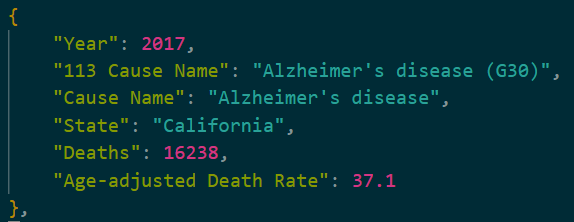 {
"Year": 2017,
"113 Cause Name": "Alzheimer's disease (G30)",
"Cause Name": "Alzheimer's disease",
"State": "California",
"Deaths": 16238,
"Age-adjusted Death Rate": 37.1
},